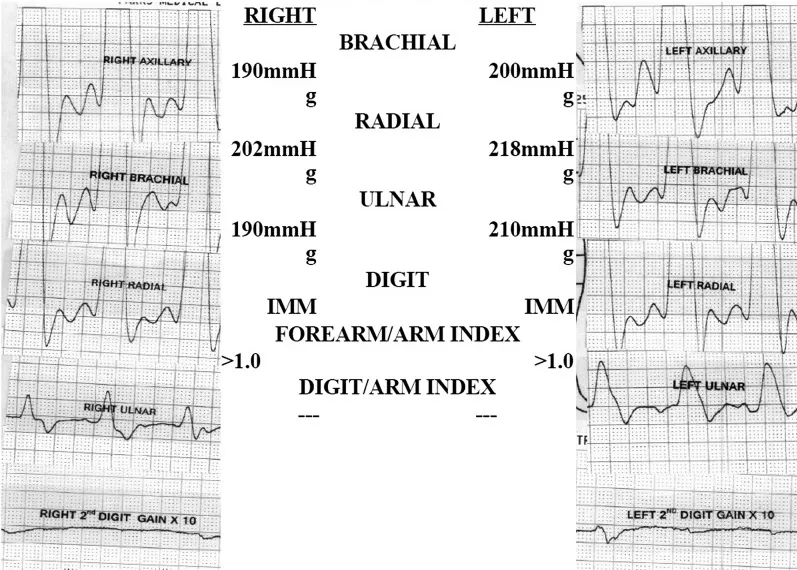 RIGHT LEFT
BRACHIAL
190mmH 200mmH
g g
RADIAL
202mmH 218mmH
g g
ULNAR
190mmH 210mmH
g g
DIGIT
IMM IMM
FOREARM/ARM INDEX
>1.0 >1.0
DIGIT/ARM INDEX
--- ---
RIGHT AXILLARY
RIGHT BRACHIAL
RIGHT RADIAL
RIGHT ULNAR
RIGHT 2nd DIGIT GAIN X 10
LEFT AXILLARY
LEFT BRACHIAL
LEFT RADIAL
LEFT ULNAR
LEFT 2ND DIGIT GAIN X 10